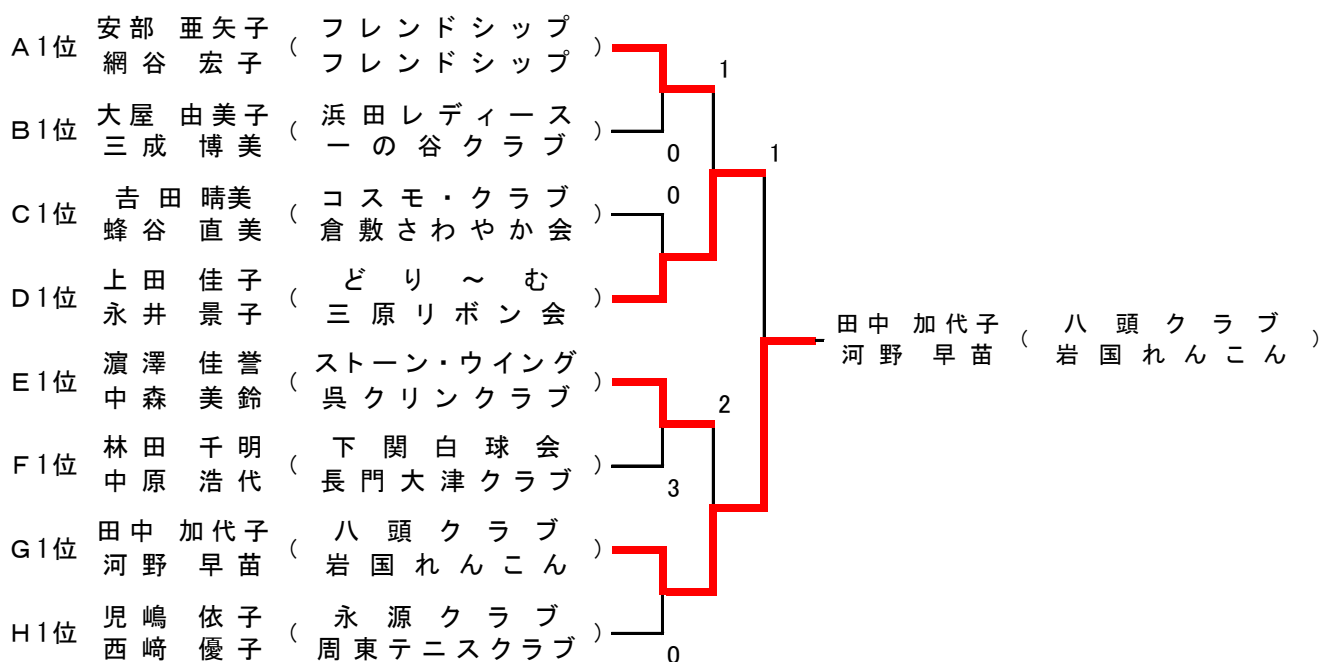 A1位 安部 亜矢子 ( フレンドシップ )
網谷 宏子 フレンドシップ
1
B1位 大屋 由美子 ( 浜田レディース )
三成 博美 一の谷クラブ
0
1
0
C1位 𠮷田 晴美 ( コスモ・クラブ )
蜂谷 直美 倉敷さわやか会
D1位 上田 佳子 ( どり～む )
永井 景子 三原リボン会
田中 加代子 ( 八頭クラブ )
河野 早苗 岩国れんこん
E1位 濵澤 佳誉 ( ストーン・ウイング )
中森 美鈴 呉クリンクラブ
2
F1位 林田 千明 ( 下関白球会 )
中原 浩代 長門大津クラブ
3
G1位 田中 加代子 ( 八頭クラブ )
河野 早苗 岩国れんこん
H1位 児嶋 依子 ( 永源クラブ )
西﨑 優子 周東テニスクラブ
0